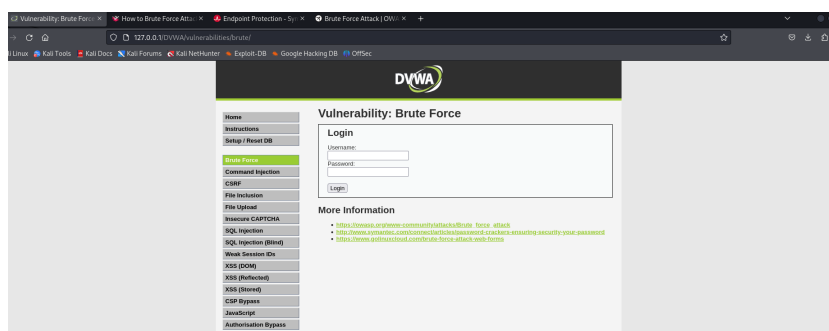 Vulnerability: Brute Force
How to Brute Force Attac
Endpoint Protection - Sy
Brute Force Attack | OWA
127.0.0.1/DVWA/vulnerabilities/brute/
li Linux Kali Tools Kali Docs Kali Forums Kali NetHunter Exploit-DB Google Hacking DB OffSec
DVWA
Home
Instructions
Setup / Reset DB
Brute Force
Command Injection
CSRF
File Inclusion
File Upload
Insecure CAPTCHA
SQL Injection
SQL Injection (Blind)
Weak Session IDs
XSS (DOM)
XSS (Reflected)
XSS (Stored)
CSP Bypass
JavaScript
Authorisation Bypass
Vulnerability: Brute Force
Login
Username:
Password:
Login
More Information
https://owasp.org/www-community/attacks/Brute_force_attack
http://www.symantec.com/connect/articles/password-crackers-ensuring-security-your-password
https://www.golinuxcloud.com/brute-force-attack-web-forms